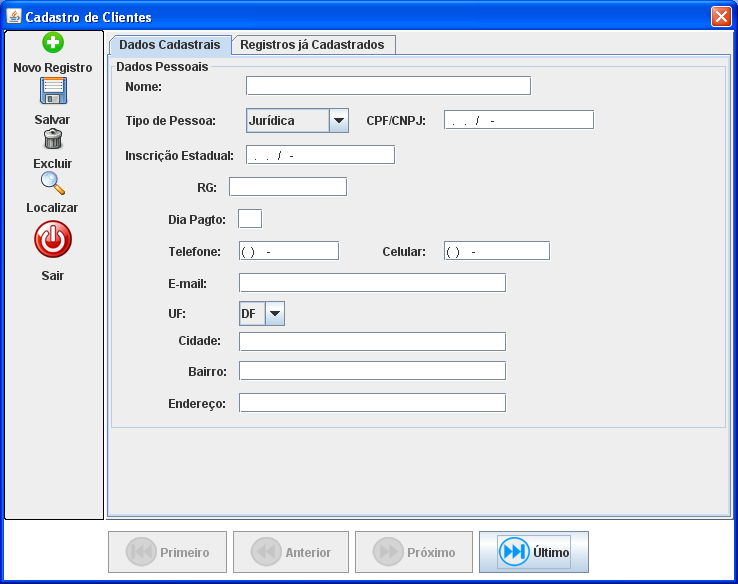 Cadastro de Clientes
Novo Registro
Salvar
Excluir
Localizar
Sair
Dados Cadastrais
Registros já Cadastrados
Dados Pessoais
Nome:
Tipo de Pessoa: Jurídica CPF/CNPJ: . . / -
Inscrição Estadual: . . / -
RG:
Dia Pagto:
Telefone: ( ) - Celular: ( ) -
E-mail:
UF: DF
Cidade:
Bairro:
Endereço:
Primeiro Anterior Próximo Último